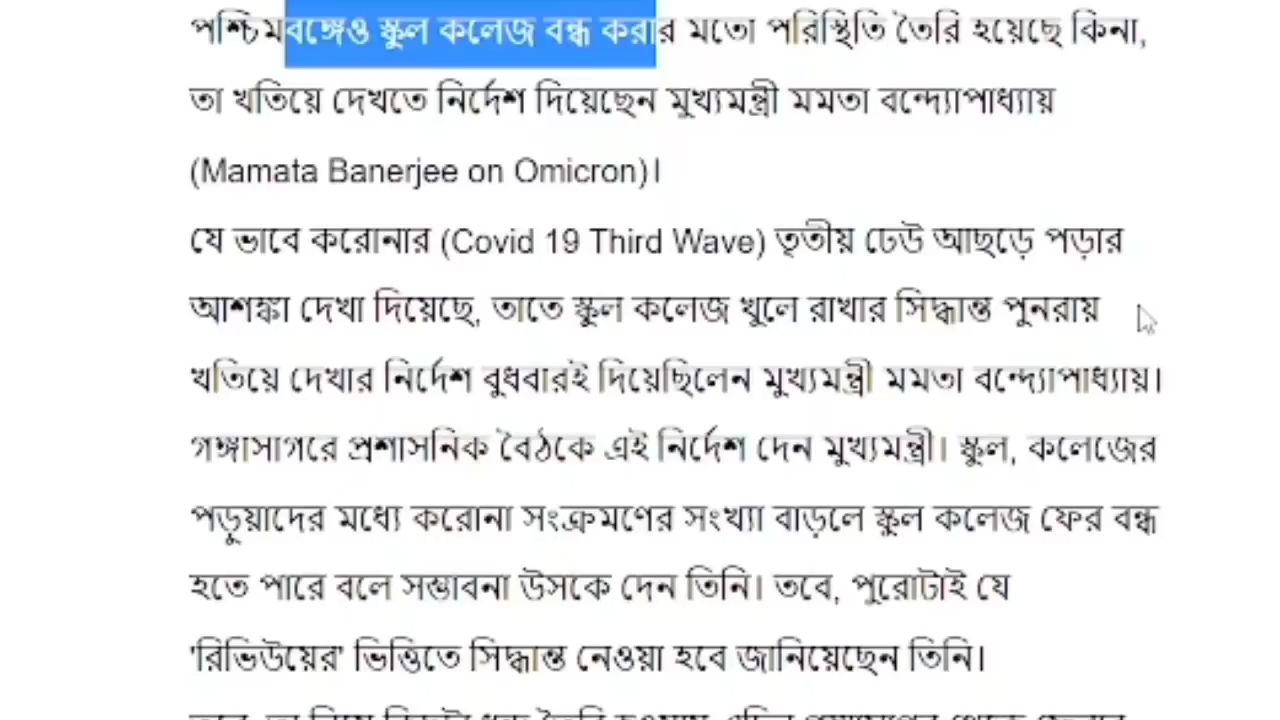 পশ্চিমবঙ্গেও স্কুল কলেজ বন্ধ করার মতো পরিস্থিতি তৈরি হয়েছে কিনা,
তা খতিয়ে দেখতে নির্দেশ দিয়েছেন মুখ্যমন্ত্রী মমতা বন্দ্যোপাধ্যায়
(Mamata Banerjee on Omicron)।
যে ভাবে করোনার (Covid 19 Third Wave) তৃতীয় ঢেউ আছড়ে পড়ার
আশঙ্কা দেখা দিয়েছে, তাতে স্কুল কলেজ খুলে রাখার সিদ্ধান্ত পুনরায়
খতিয়ে দেখার নির্দেশ বুধবারই দিয়েছিলেন মুখ্যমন্ত্রী মমতা বন্দ্যোপাধ্যায়।
গঙ্গাসাগরে প্রশাসনিক বৈঠকে এই নির্দেশ দেন মুখ্যমন্ত্রী। স্কুল, কলেজের
পড়ুয়াদের মধ্যে করোনা সংক্রমণের সংখ্যা বাড়লে স্কুল কলেজ ফের বন্ধ
হতে পারে বলে সম্ভাবনা উসকে দেন তিনি। তবে, পুরোটাই যে
'রিভিউয়ের' ভিত্তিতে সিদ্ধান্ত নেওয়া হবে জানিয়েছেন তিনি।